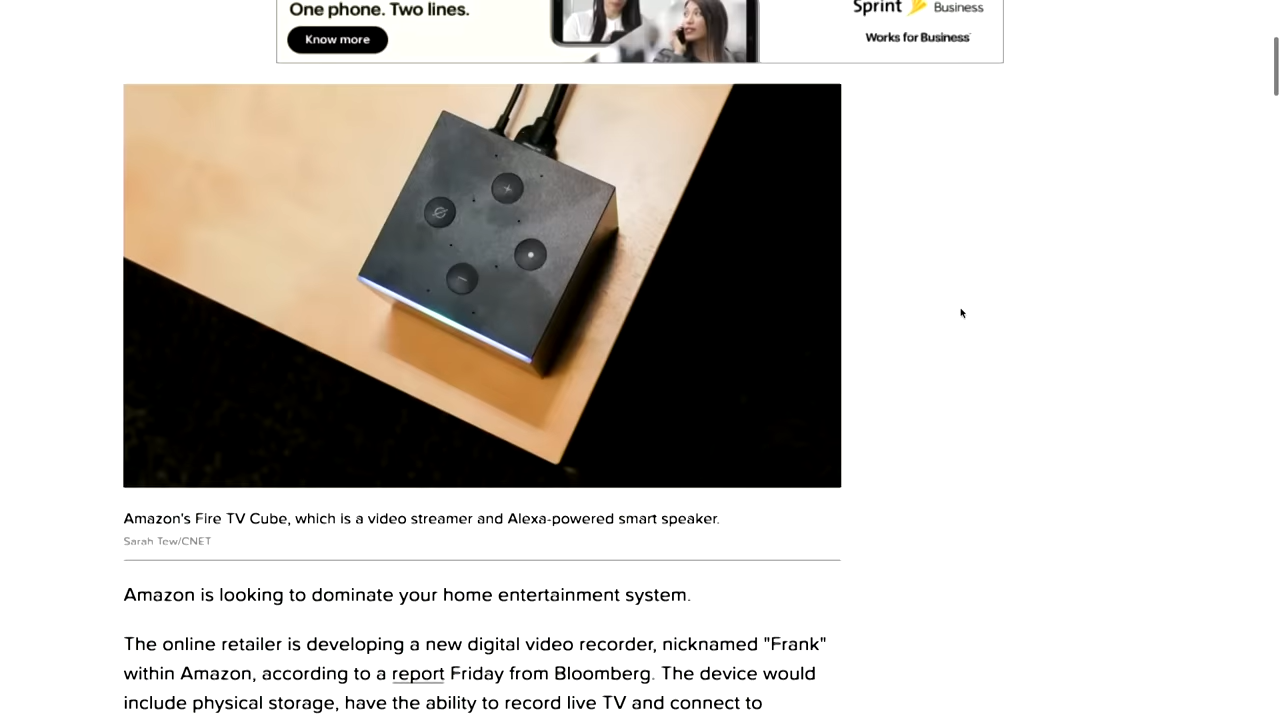 One phone. Two lines.
Know more
Sprint Business
Works for Business
Amazon's Fire TV Cube, which is a video streamer and Alexa-powered smart speaker.
Sarah Tew/CNET
Amazon is looking to dominate your home entertainment system.
The online retailer is developing a new digital video recorder, nicknamed "Frank"
within Amazon, according to a report Friday from Bloomberg. The device would
include physical storage, have the ability to record live TV and connect to